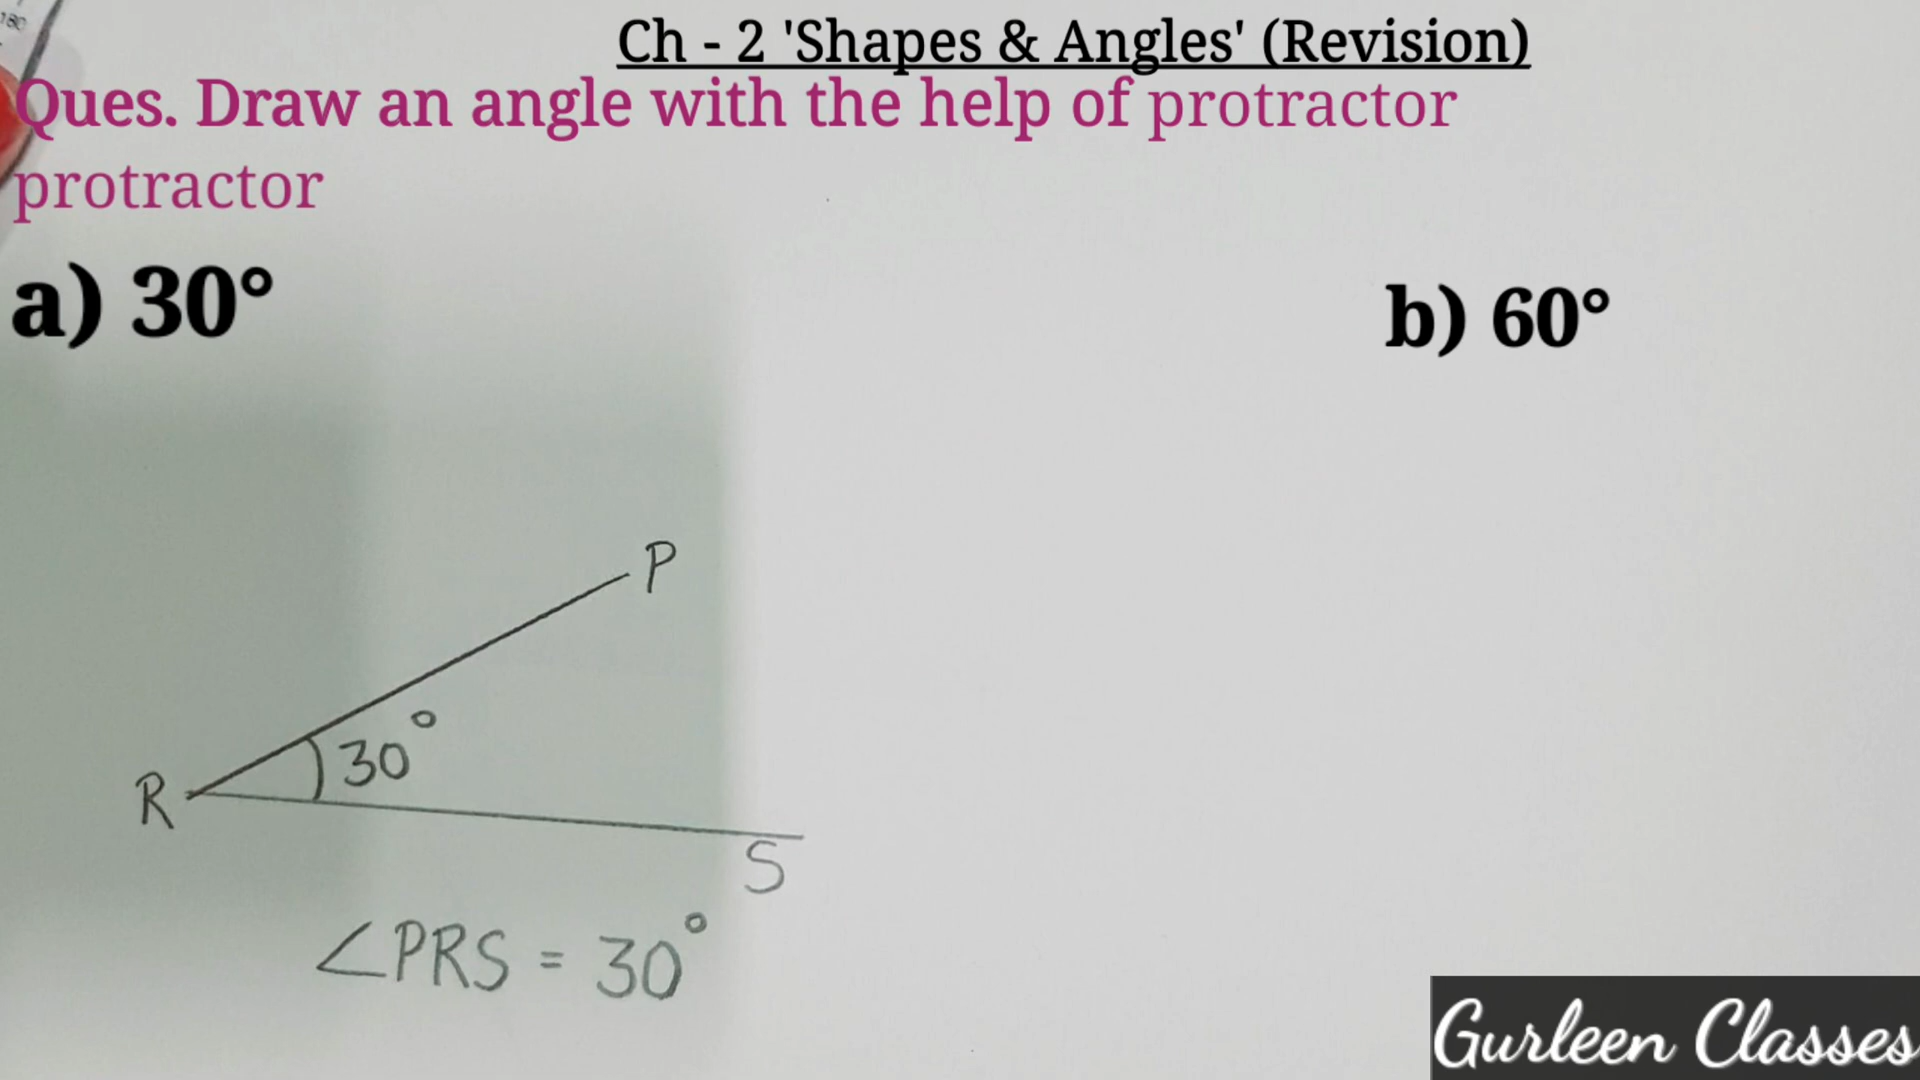 180
Ch - 2 'Shapes & Angles' (Revision)
Ques. Draw an angle with the help of protractor
protractor
a) 30°
b) 60°
P
30°
R
S
∠PRS = 30°
Gurleen Classes